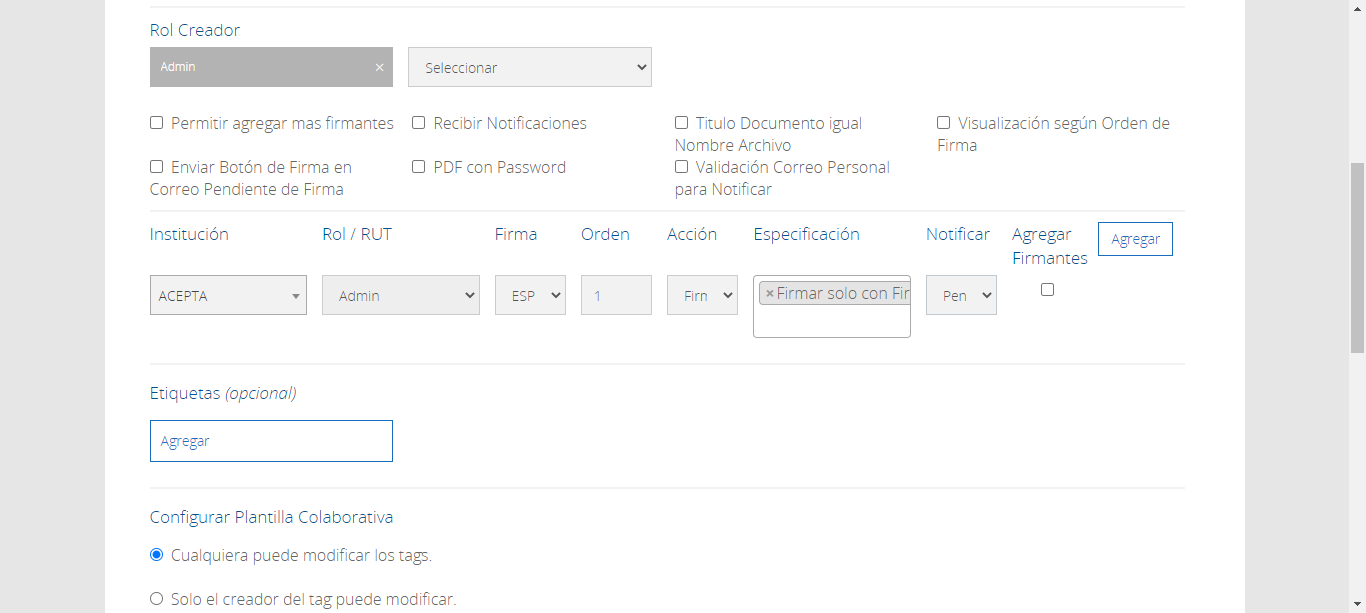 Rol Creador
Admin ×
Seleccionar
Permitir agregar mas firmantes
Recibir Notificaciones
Titulo Documento igual
Nombre Archivo
Visualización según Orden de
Firma
Enviar Botón de Firma en
Correo Pendiente de Firma
PDF con Password
Validación Correo Personal
para Notificar
Institución
Rol / RUT
Firma
Orden
Acción
Especificación
Notificar
Agregar
Firmantes
Agregar
ACEPTA
Admin
ESP
1
Firn
×Firmar solo con Fir
Pen
Etiquetas (opcional)
Agregar
Configurar Plantilla Colaborativa
Cualquiera puede modificar los tags.
Solo el creador del tag puede modificar.